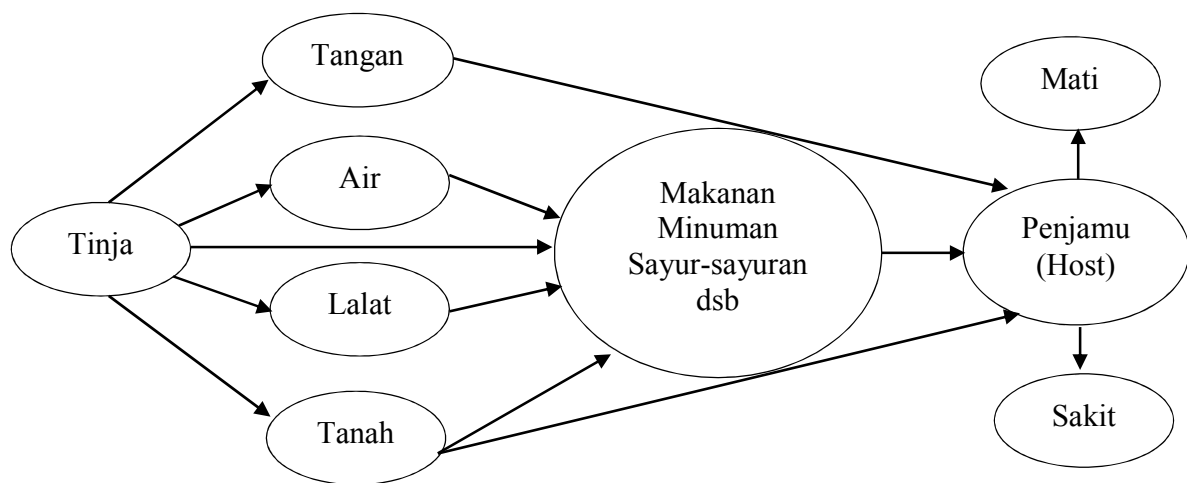 Tangan
Mati
Air
Makanan
Minuman
Sayur-sayuran
dsb
Tinja
Penjamu
(Host)
Lalat
Tanah
Sakit